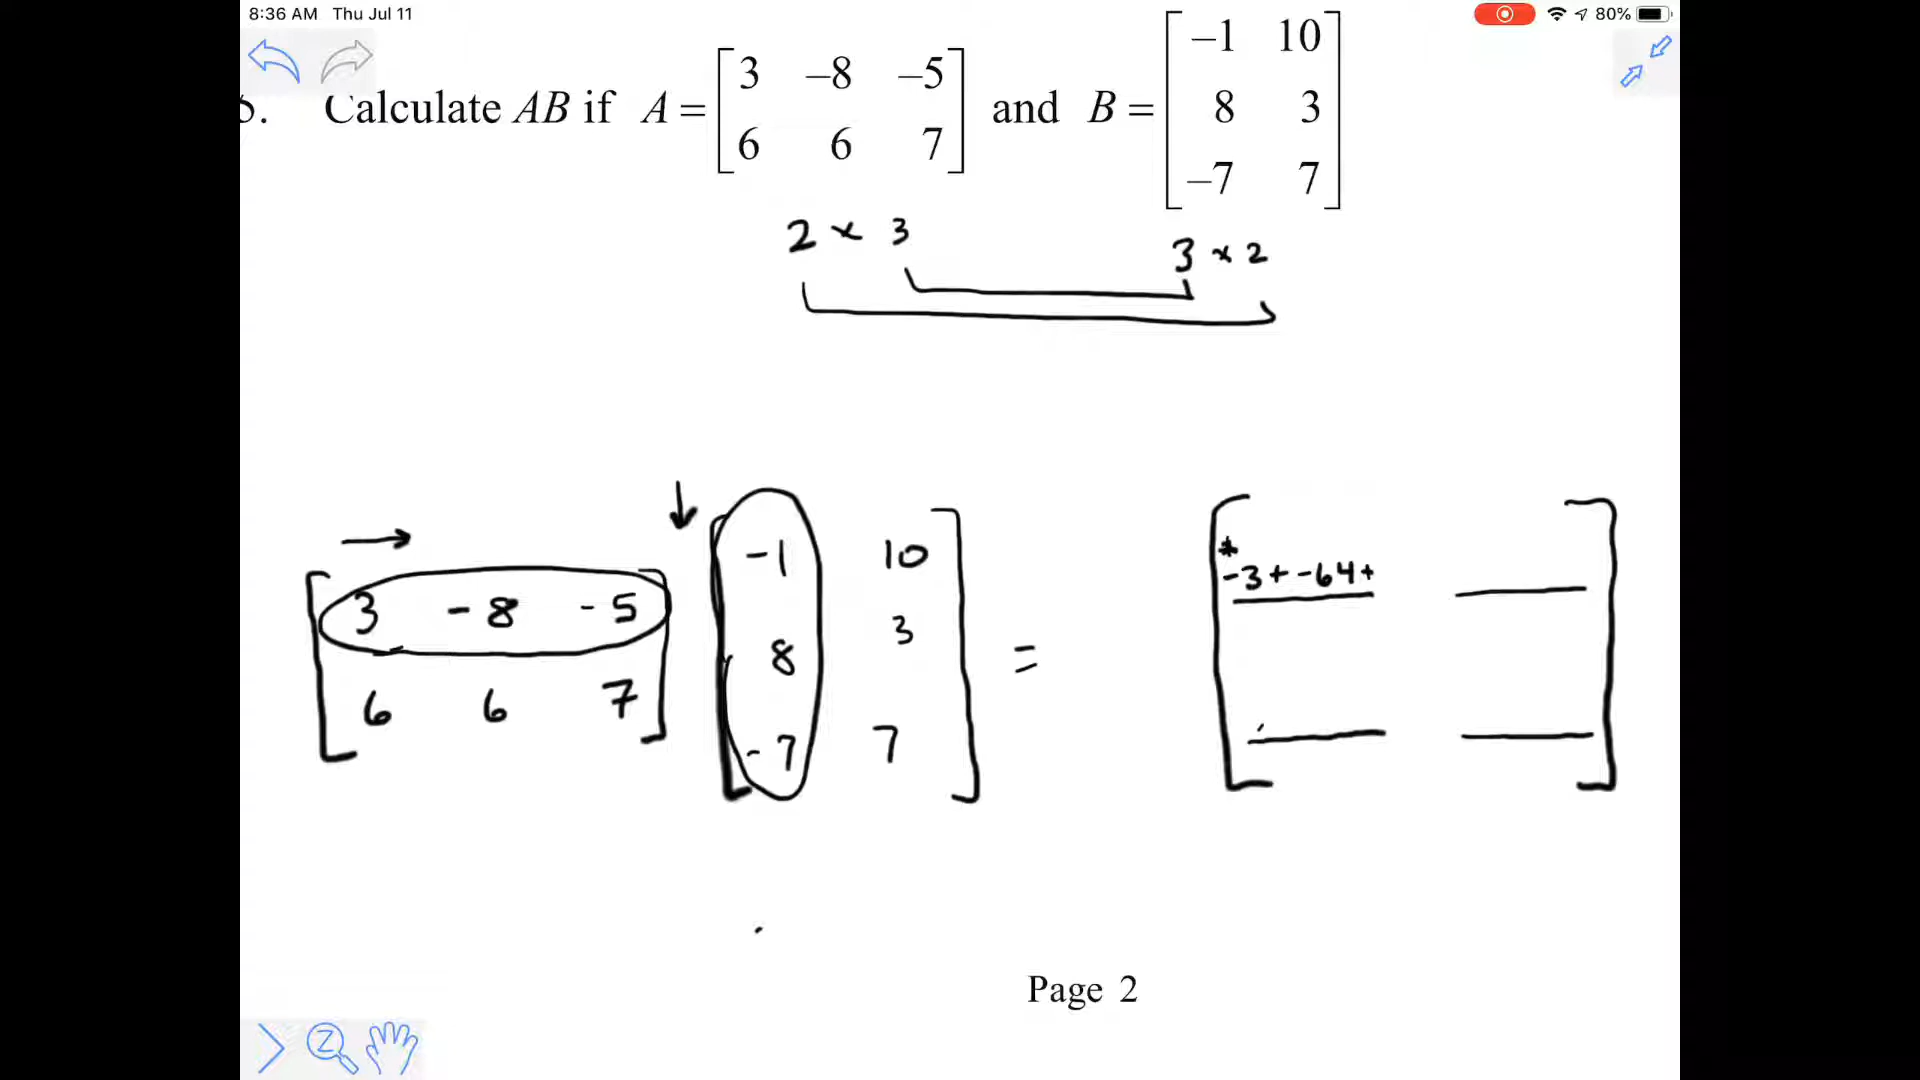 8:36 AM Thu Jul 11 80%
5. Calculate AB if A = [3 –8 –5 and B = [–1 10
6 6 7] 8 3
–7 7]
2 × 3 3 × 2
[3 -8 -5
6 6 7] [-1 10
8 3
-7 7] = [* -3 + -64 +
]
Page 2